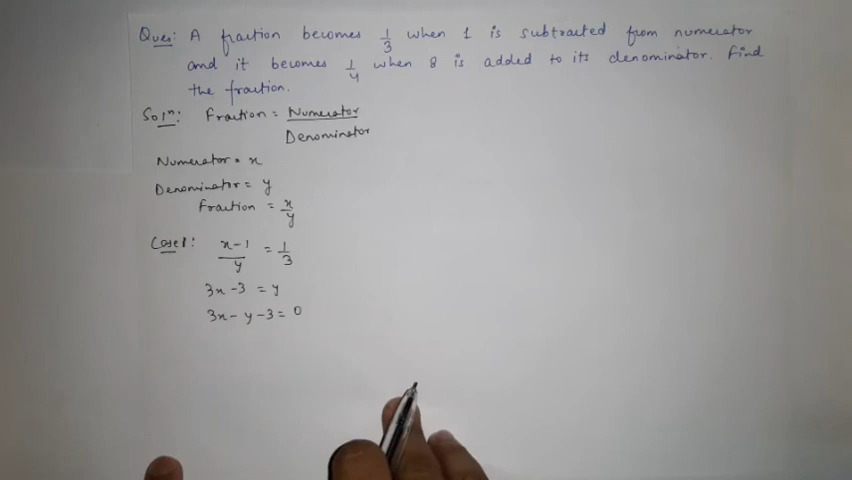 Ques: A fraction becomes 1/3 when 1 is subtracted from numerator
and it becomes 1/4 when 8 is added to its denominator. Find
the fraction.
Solⁿ: Fraction = Numerator/Denominator
Numerator = x
Denominator = y
Fraction = x/y
Case 1: (x-1)/y = 1/3
3x - 3 = y
3x - y - 3 = 0